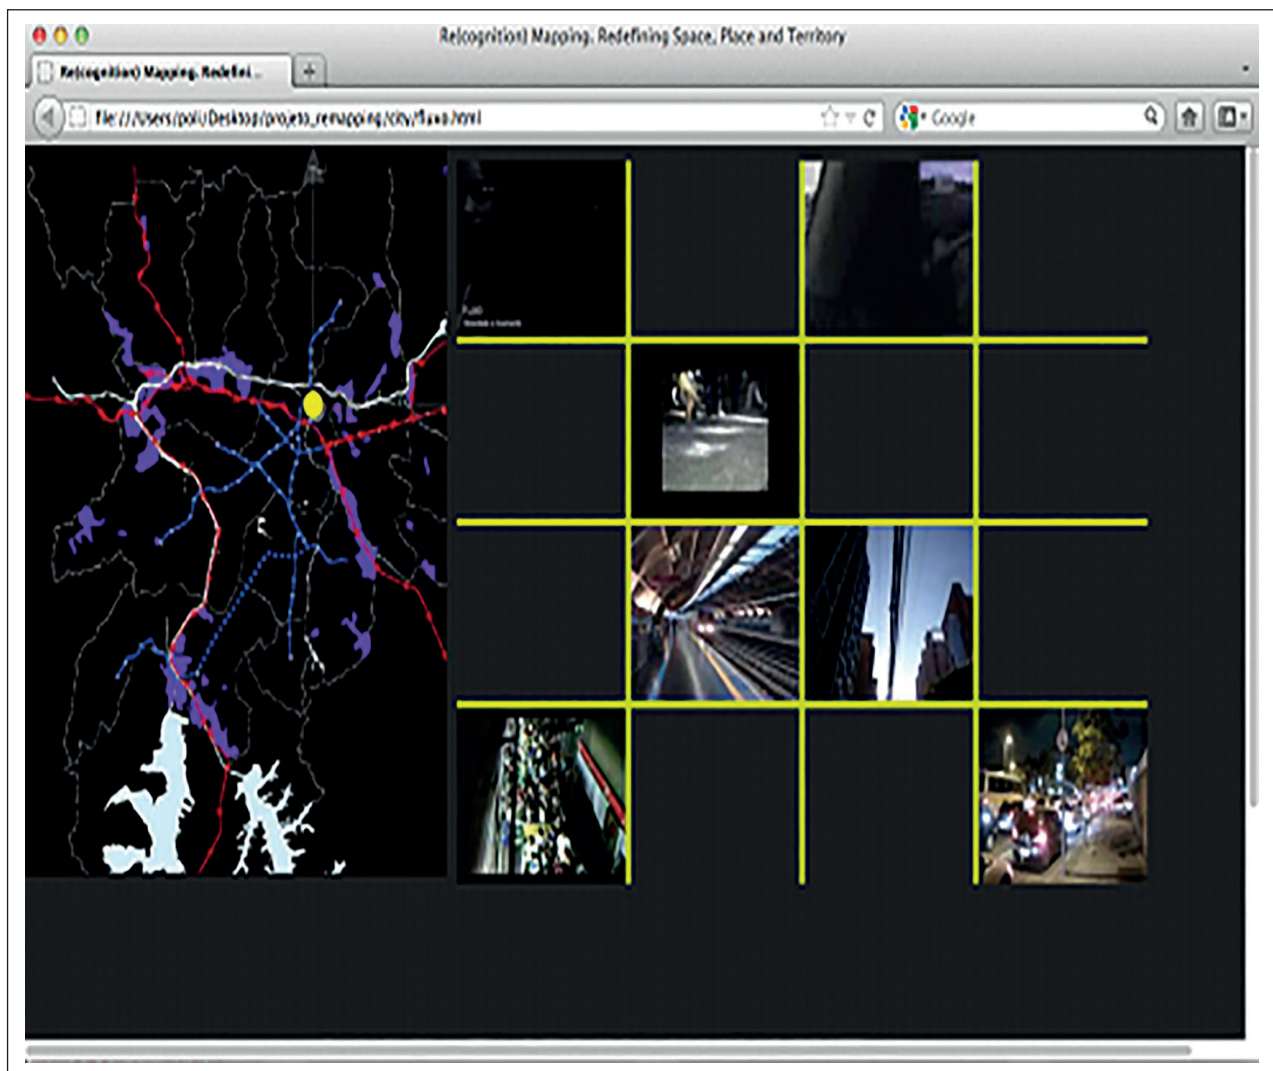 Re(cognition) Mapping. Redefining Space, Place and Territory
Re(cognition) Mapping. Redefini...
file:///Users/poli/Desktop/projeto_remapping/city/fluxo.html
Google